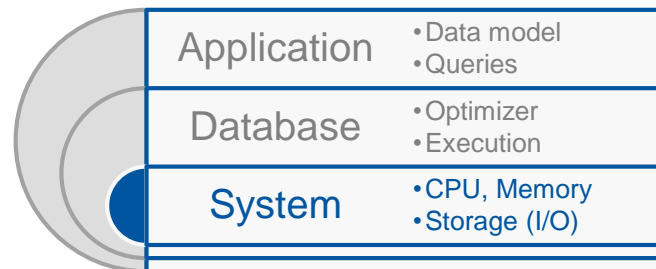 Application
•Data model
•Queries
Database
•Optimizer
•Execution
System
•CPU, Memory
•Storage (I/O)